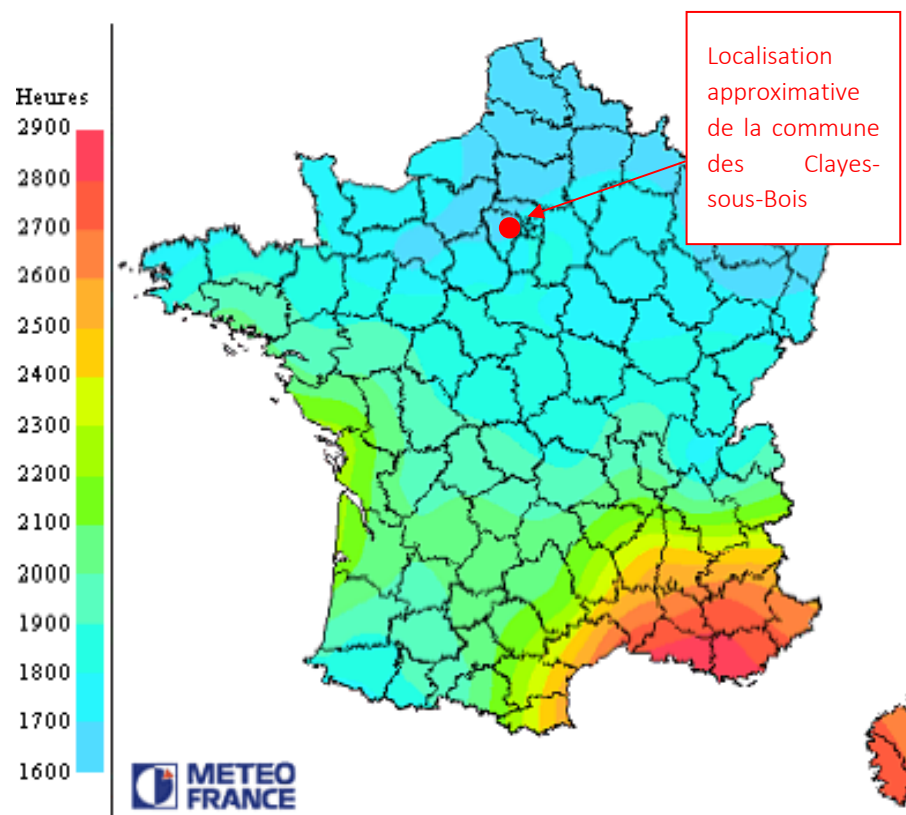 Localisation
approximative
de la commune
des Clayes-
sous-Bois
Heures
2900
2800
2700
2600
2500
2400
2300
2200
2100
2000
1900
1800
1700
1600
METEO
FRANCE